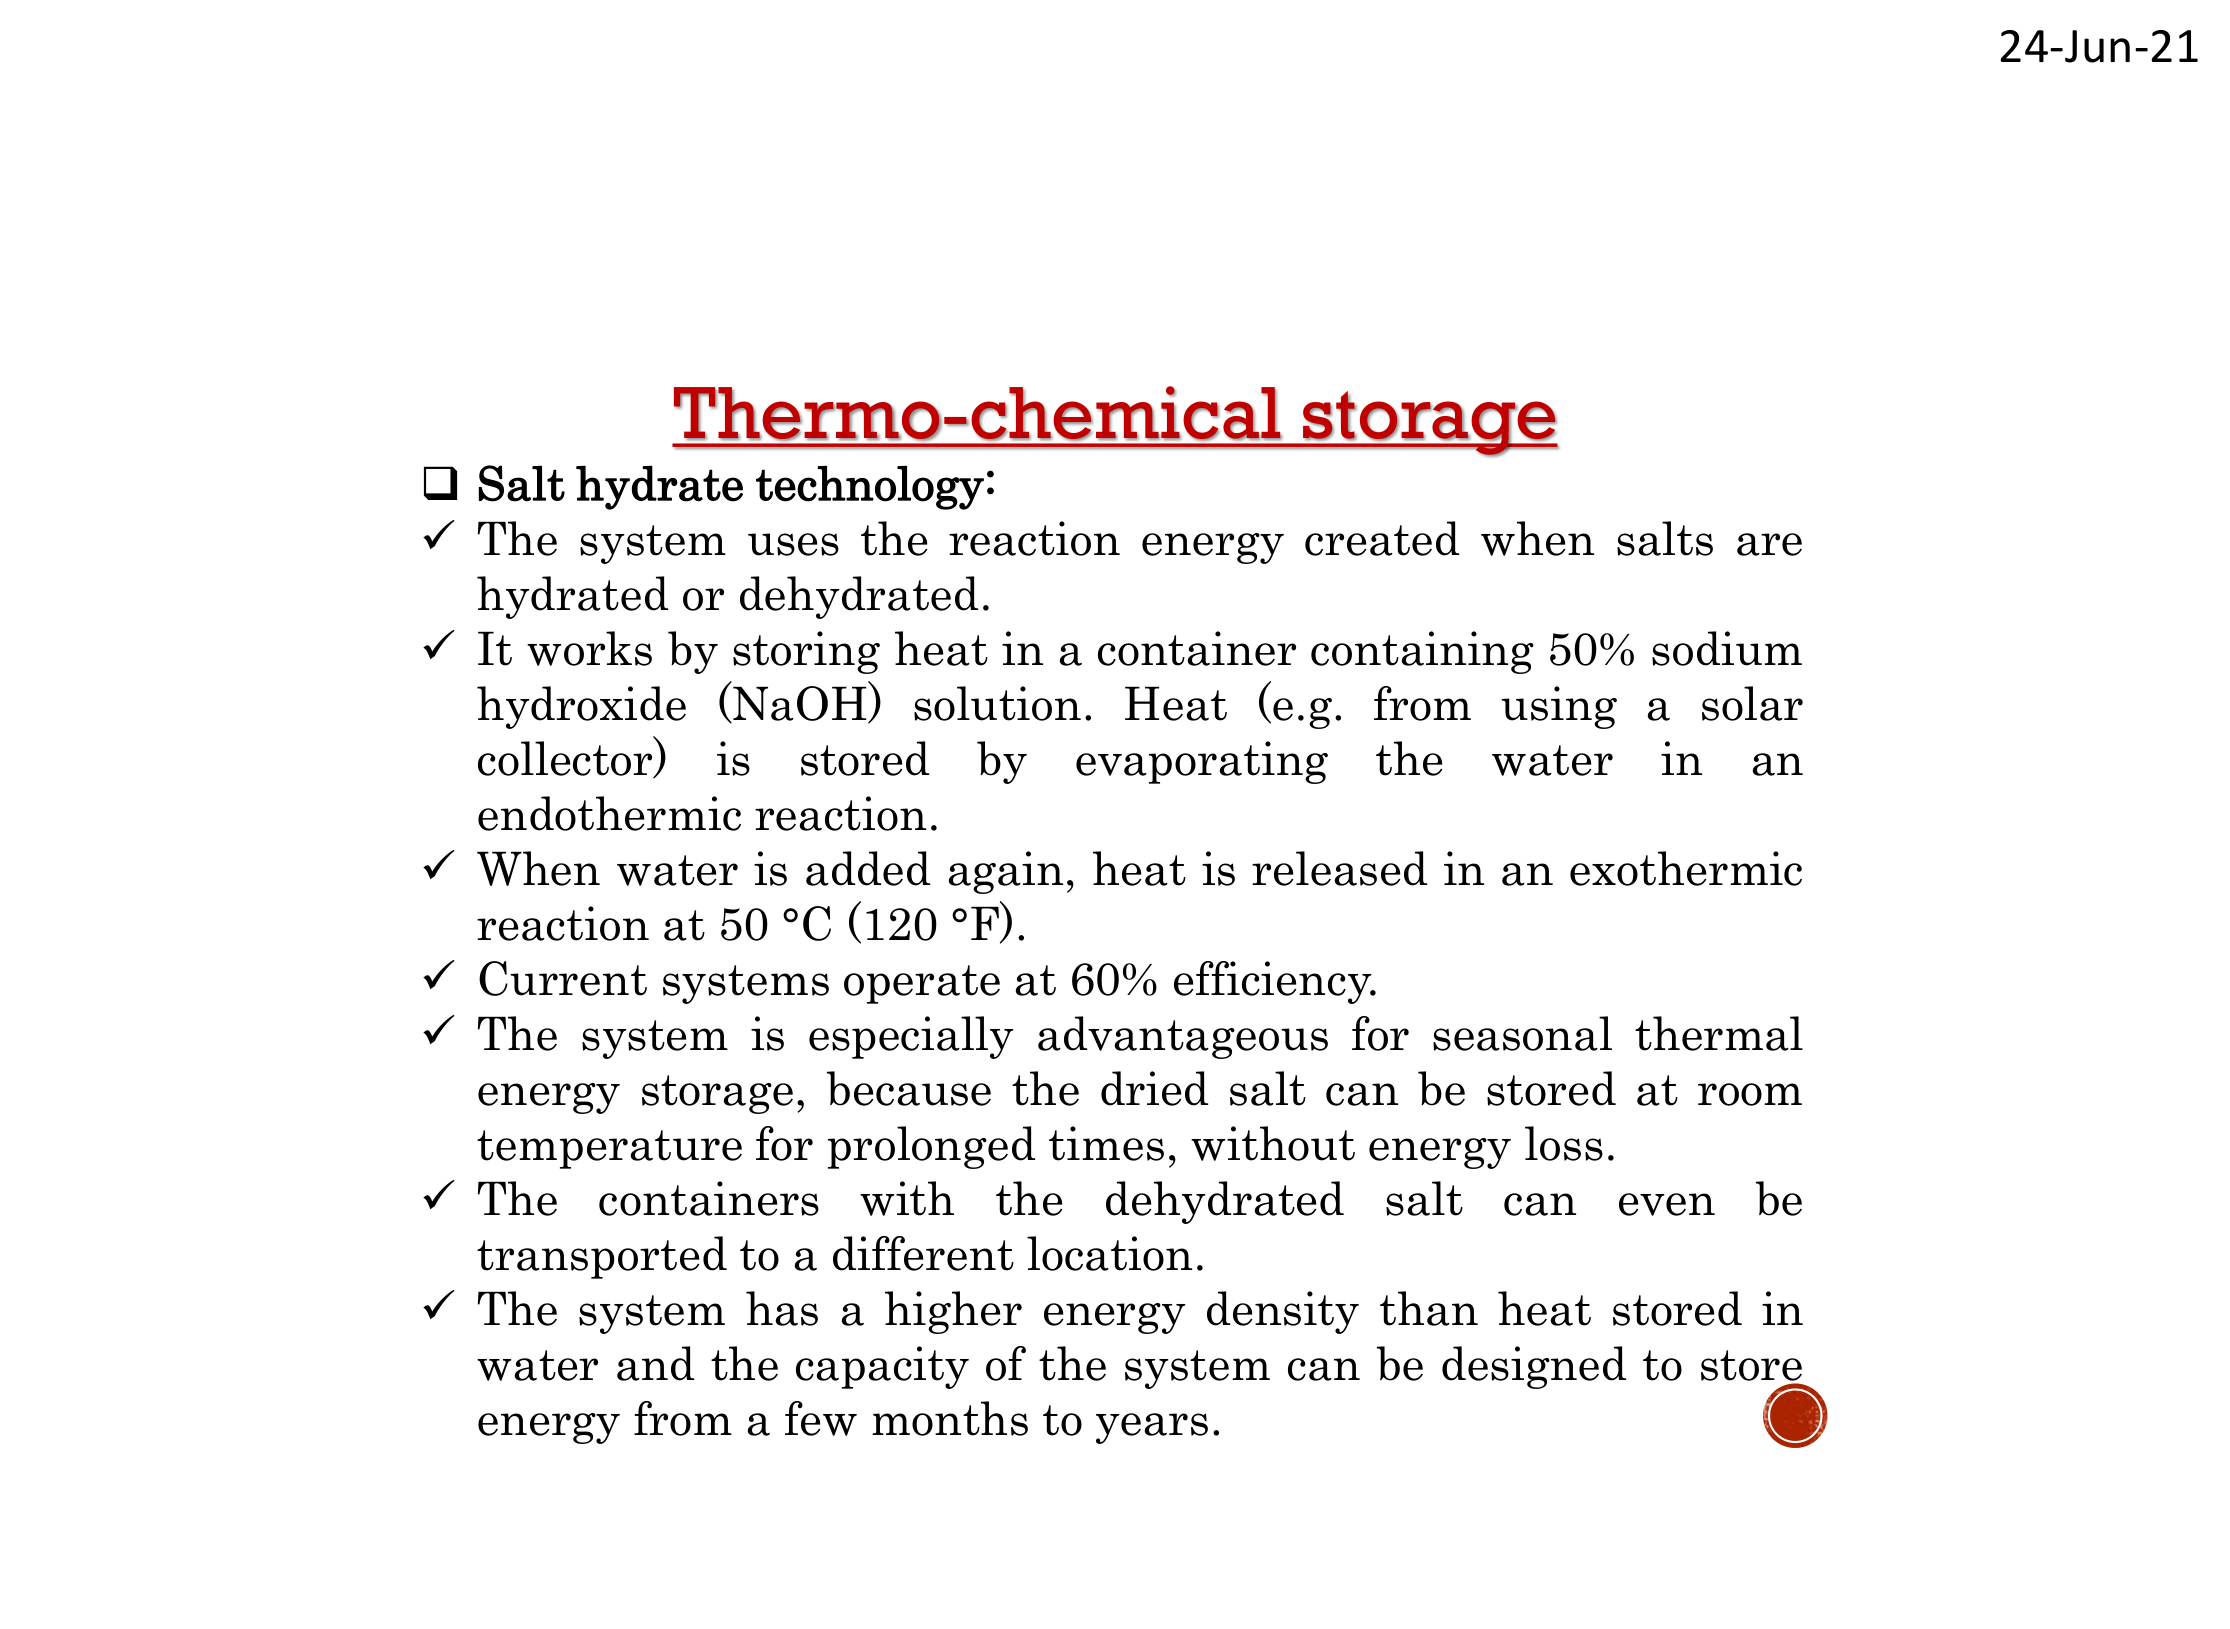 24-Jun-21
Thermo-chemical storage
❑ Salt hydrate technology:
✓ The system uses the reaction energy created when salts are
hydrated or dehydrated.
✓ It works by storing heat in a container containing 50% sodium
hydroxide (NaOH) solution. Heat (e.g. from using a solar
collector) is stored by evaporating the water in an
endothermic reaction.
✓ When water is added again, heat is released in an exothermic
reaction at 50 °C (120 °F).
✓ Current systems operate at 60% efficiency.
✓ The system is especially advantageous for seasonal thermal
energy storage, because the dried salt can be stored at room
temperature for prolonged times, without energy loss.
✓ The containers with the dehydrated salt can even be
transported to a different location.
✓ The system has a higher energy density than heat stored in
water and the capacity of the system can be designed to store
energy from a few months to years.